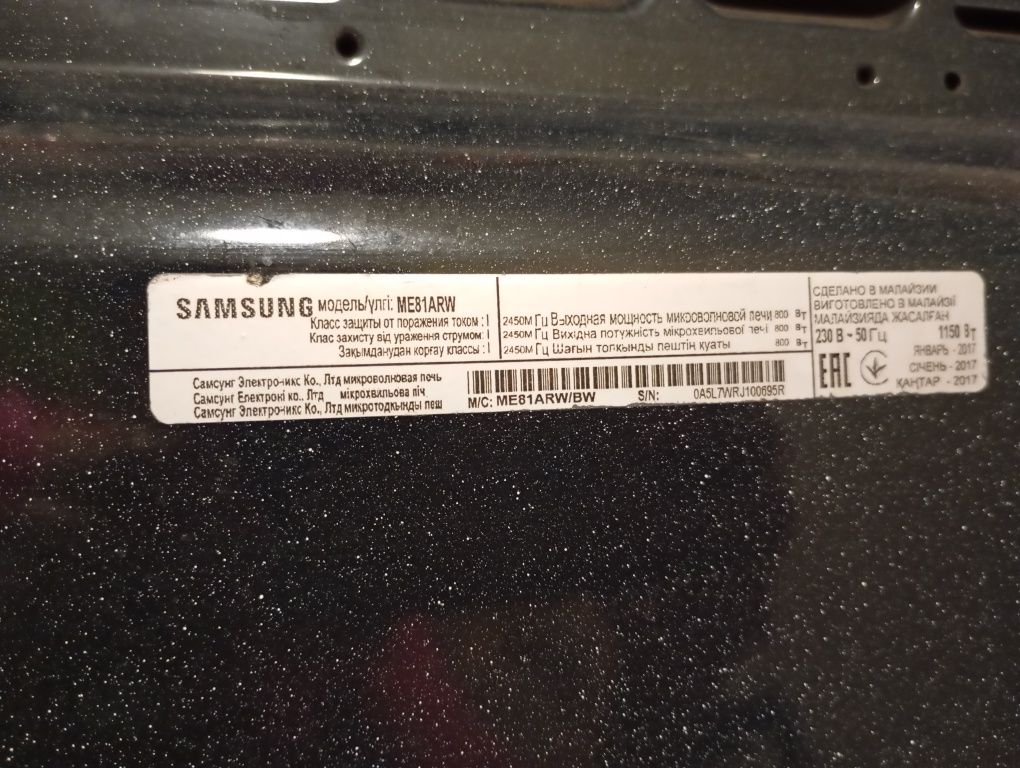 SAMSUNG модель/үлгі: ME81ARW
Класс защиты от поражения током : I
Клас захисту від ураження струмом: I
Зақымданудан қорғау классы : I
2450М Гц Выходная мощность микроволновой печи 800 Вт
2450М Гц Вихідна потужність мікрохвильової печі 800 Вт
2450М Гц Шағын толқынды пештің қуаты 800 Вт
СДЕЛАНО В МАЛАЙЗИИ
ВИГОТОВЛЕНО В МАЛАЙЗІЇ
МАЛАЙЗИЯДА ЖАСАЛҒАН
230 В ~ 50 Гц 1150 Вт
EAC
ЯНВАРЬ - 2017
СІЧЕНЬ - 2017
ҚАҢТАР - 2017
Самсунг Электроникс Ко., Лтд микроволновая печь
Самсунг Електроні ко., Лтд мікрохвильова піч
Самсунг Электроникс Ко., Лтд микротолқынды пеш
M/C: ME81ARW/BW S/N: 0A5L7WRJ100695R